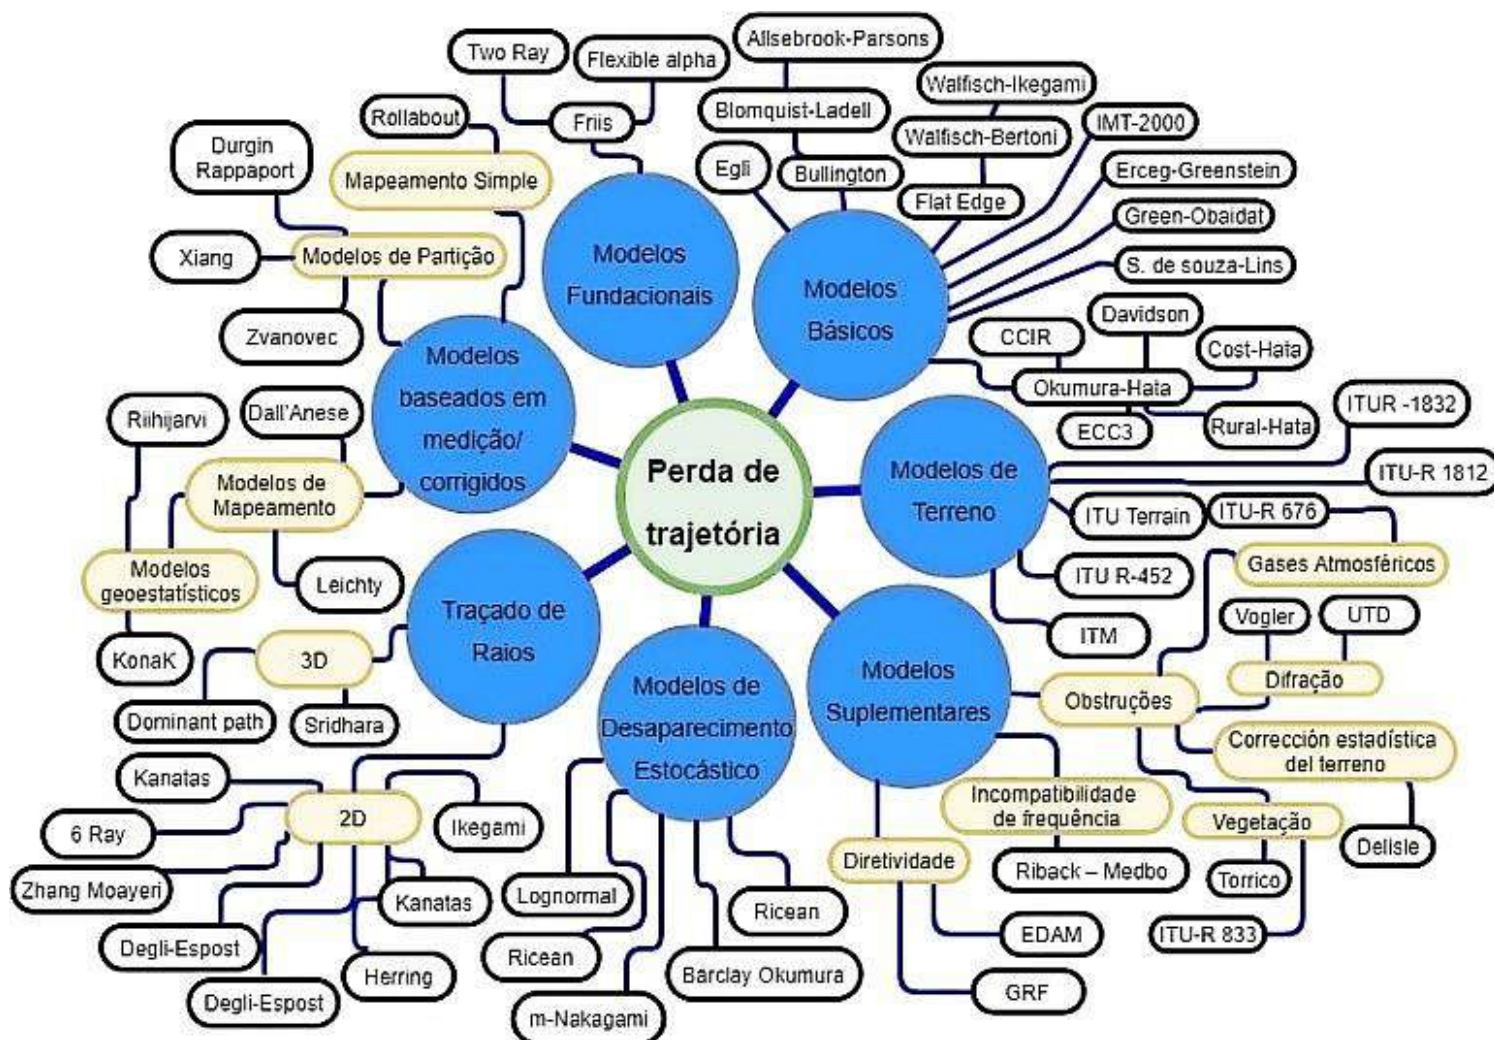 Two Ray
Flexible alpha
Friis
Modelos
Fundacionais
Allsebrook-Parsons
Blomquist-Ladell
Egli
Bullington
Walfisch-Ikegami
Walfisch-Bertoni
Flat Edge
IMT-2000
Erceg-Greenstein
Green-Obaidat
S. de souza-Lins
Modelos
Básicos
CCIR
Davidson
Cost-Hata
Okumura-Hata
ECC3
Rural-Hata
Rollabout
Mapeamento Simple
Durgin
Rappaport
Xiang
Modelos de Partição
Zvanovec
Modelos
baseados em
medição/
corrigidos
Riihijarvi
Dall'Anese
Modelos de
Mapeamento
Modelos
geoestatísticos
Leichty
KonaK
Perda de
trajetória
Modelos de
Terreno
ITUR -1832
ITU-R 1812
ITU Terrain
ITU R-452
ITM
ITU-R 676
Gases Atmosféricos
Vogler
UTD
Difração
Obstruções
Corrección estadística
del terreno
Delisle
Vegetação
Torrico
ITU-R 833
Modelos
Suplementares
Incompatibilidade
de frequência
Riback – Medbo
Diretividade
EDAM
GRF
Modelos de
Desaparecimento
Estocástico
Lognormal
Ricean
m-Nakagami
Barclay Okumura
Ricean
Traçado de
Raios
3D
Dominant path
Sridhara
2D
Kanatas
6 Ray
Zhang Moayeri
Degli-Espost
Degli-Espost
Herring
Kanatas
Ikegami